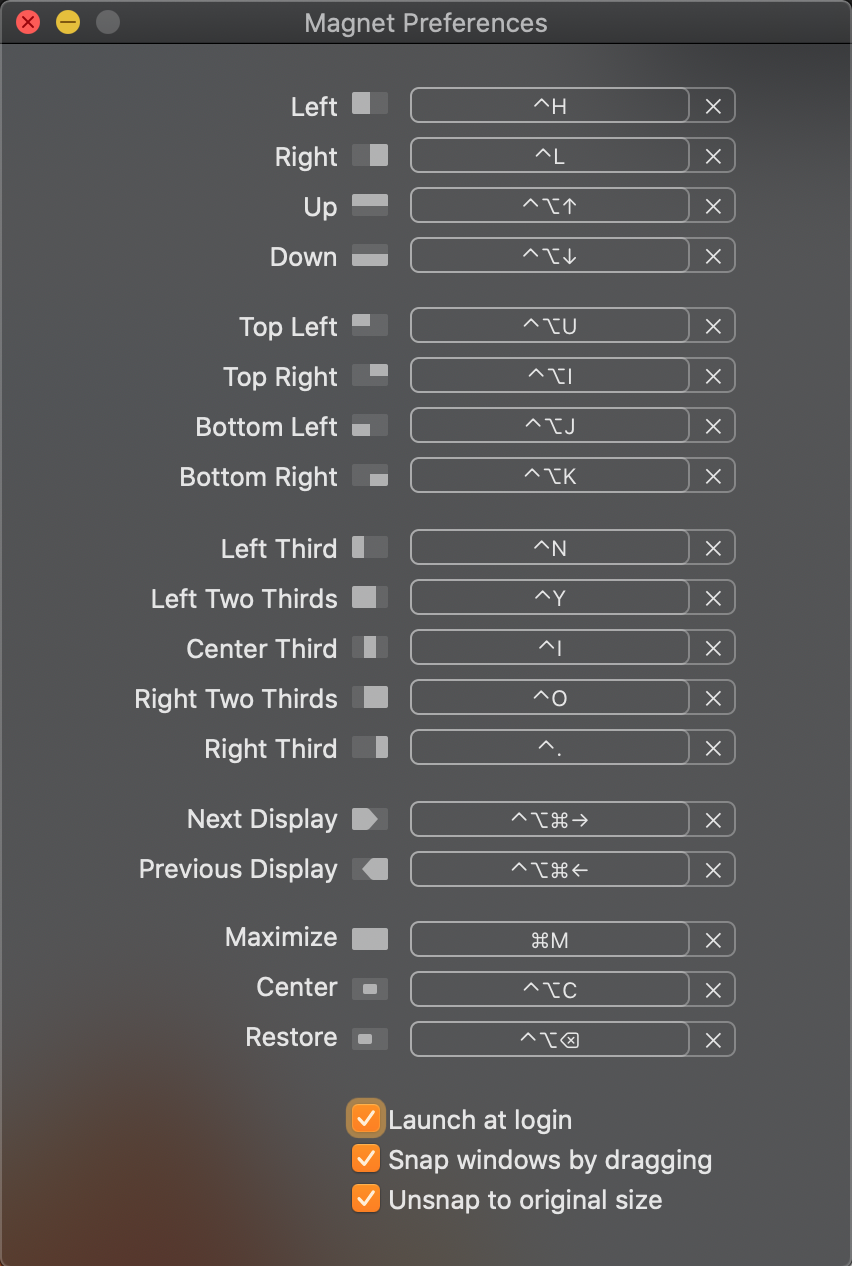 Magnet Preferences
Left ^H
Right ^L
Up ^⌥↑
Down ^⌥↓
Top Left ^⌥U
Top Right ^⌥I
Bottom Left ^⌥J
Bottom Right ^⌥K
Left Third ^N
Left Two Thirds ^Y
Center Third ^I
Right Two Thirds ^O
Right Third ^.
Next Display ^⌥⌘→
Previous Display ^⌥⌘←
Maximize ⌘M
Center ^⌥C
Restore ^⌥⌫
Launch at login
Snap windows by dragging
Unsnap to original size